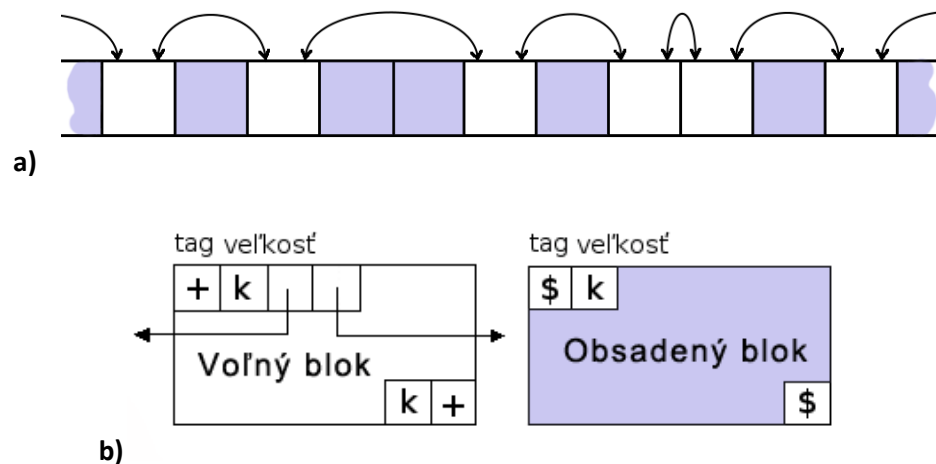 a)
tag veľkosť
+ k
Voľný blok
k +
tag veľkosť
$ k
Obsadený blok
$
b)